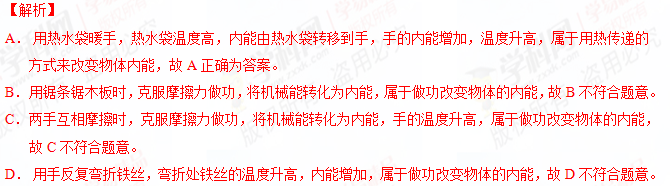 【解析】
A． 用热水袋暖手，热水袋温度高，内能由热水袋转移到手，手的内能增加，温度升高，属于用热传递的
方式来改变物体内能，故 A 正确为答案。
B．用锯条锯木板时，克服摩擦力做功，将机械能转化为内能，属于做功改变物体的内能，故 B 不符合题意。
C．两手互相摩擦时，克服摩擦力做功，将机械能转化为内能，手的温度升高，属于做功改变物体的内能，
故 C 不符合题意。
D． 用手反复弯折铁丝，弯折处铁丝的温度升高，内能增加，属于做功改变物体的内能，故 D 不符合题意。